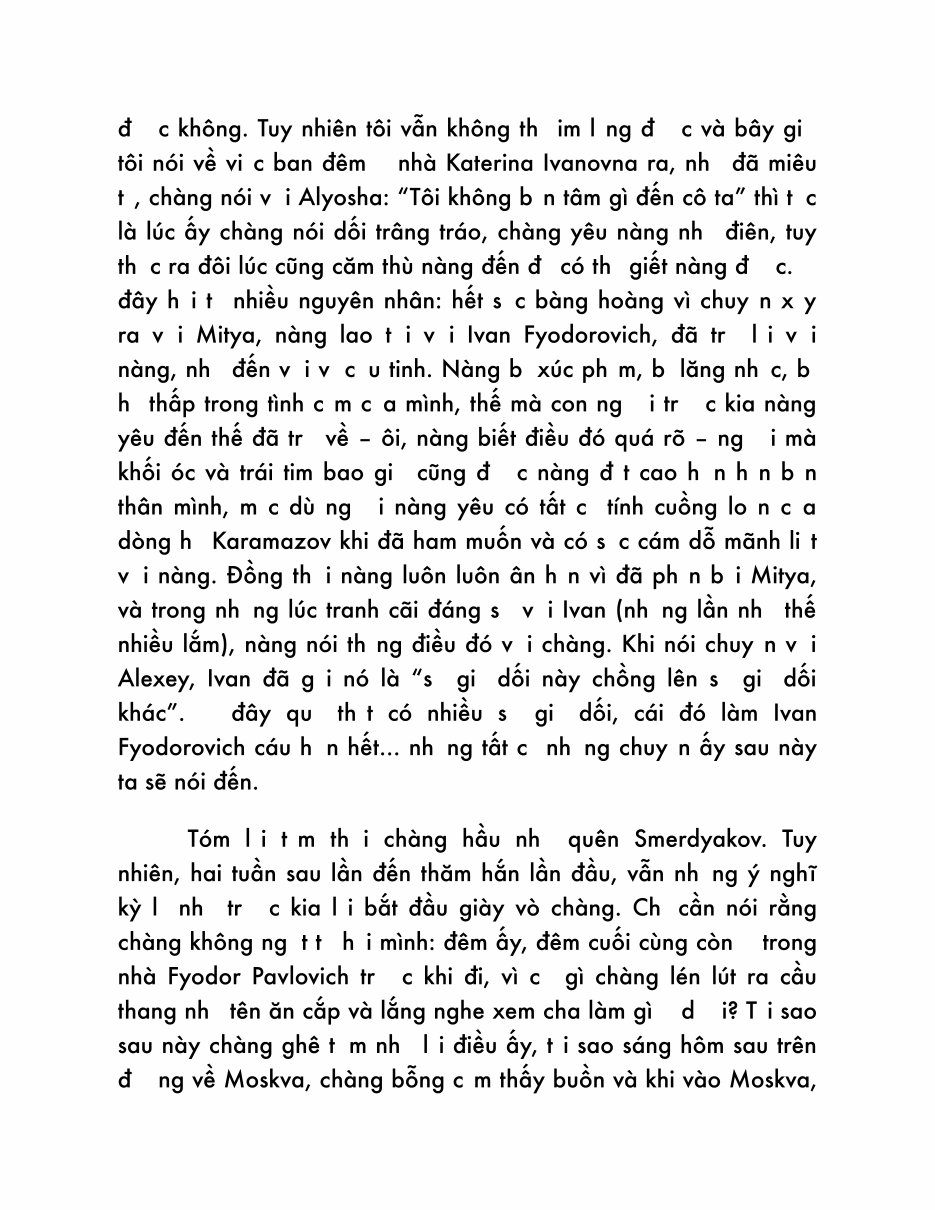 đ  c không. Tuy nhiên tôi vẫn không th  im l ng đ  c và bây gi
tôi nói về vi c ban đêm   nhà Katerina Ivanovna ra, nh  đã miêu
t , chàng nói v i Alyosha: “Tôi không b n tâm gì đến cô ta” thì t c
là lúc ấy chàng nói dối trâng tráo, chàng yêu nàng nh  điên, tuy
th c ra đôi lúc cũng căm thù nàng đến đ  có th  giết nàng đ  c.
đây h i t  nhiều nguyên nhân: hết s c bàng hoàng vì chuy n x y
ra v i Mitya, nàng lao t i v i Ivan Fyodorovich, đã tr  l i v i
nàng, nh  đến v i v c u tinh. Nàng b  xúc ph m, b  lăng nh c, b
h  thấp trong tình c m c a mình, thế mà con ng  i tr  c kia nàng
yêu đến thế đã tr  về – ôi, nàng biết điều đó quá rõ – ng  i mà
khối óc và trái tim bao gi  cũng đ  c nàng đ t cao h n h n b n
thân mình, m c dù ng  i nàng yêu có tất c  tính cuồng lo n c a
dòng h  Karamazov khi đã ham muốn và có s c cám dỗ mãnh li t
v i nàng. Đồng th i nàng luôn luôn ân h n vì đã ph n b i Mitya,
và trong nh ng lúc tranh cãi đáng s  v i Ivan (nh ng lần nh  thế
nhiều lắm), nàng nói th ng điều đó v i chàng. Khi nói chuy n v i
Alexey, Ivan đã g i nó là “s  gi  dối này chồng lên s  gi  dối
khác”.   đây qu  th t có nhiều s  gi  dối, cái đó làm Ivan
Fyodorovich cáu h n hết... nh ng tất c  nh ng chuy n ấy sau này
ta sẽ nói đến.
Tóm l i t m th i chàng hầu nh  quên Smerdyakov. Tuy
nhiên, hai tuần sau lần đến thăm hắn lần đầu, vẫn nh ng ý nghĩ
kỳ l  nh  tr  c kia l i bắt đầu giày vò chàng. Ch  cần nói rằng
chàng không ng t t  h i mình: đêm ấy, đêm cuối cùng còn   trong
nhà Fyodor Pavlovich tr  c khi đi, vì c  gì chàng lén lút ra cầu
thang nh  tên ăn cắp và lắng nghe xem cha làm gì   d  i? T i sao
sau này chàng ghê t m nh  l i điều ấy, t i sao sáng hôm sau trên
đ  ng về Moskva, chàng bỗng c m thấy buồn và khi vào Moskva,